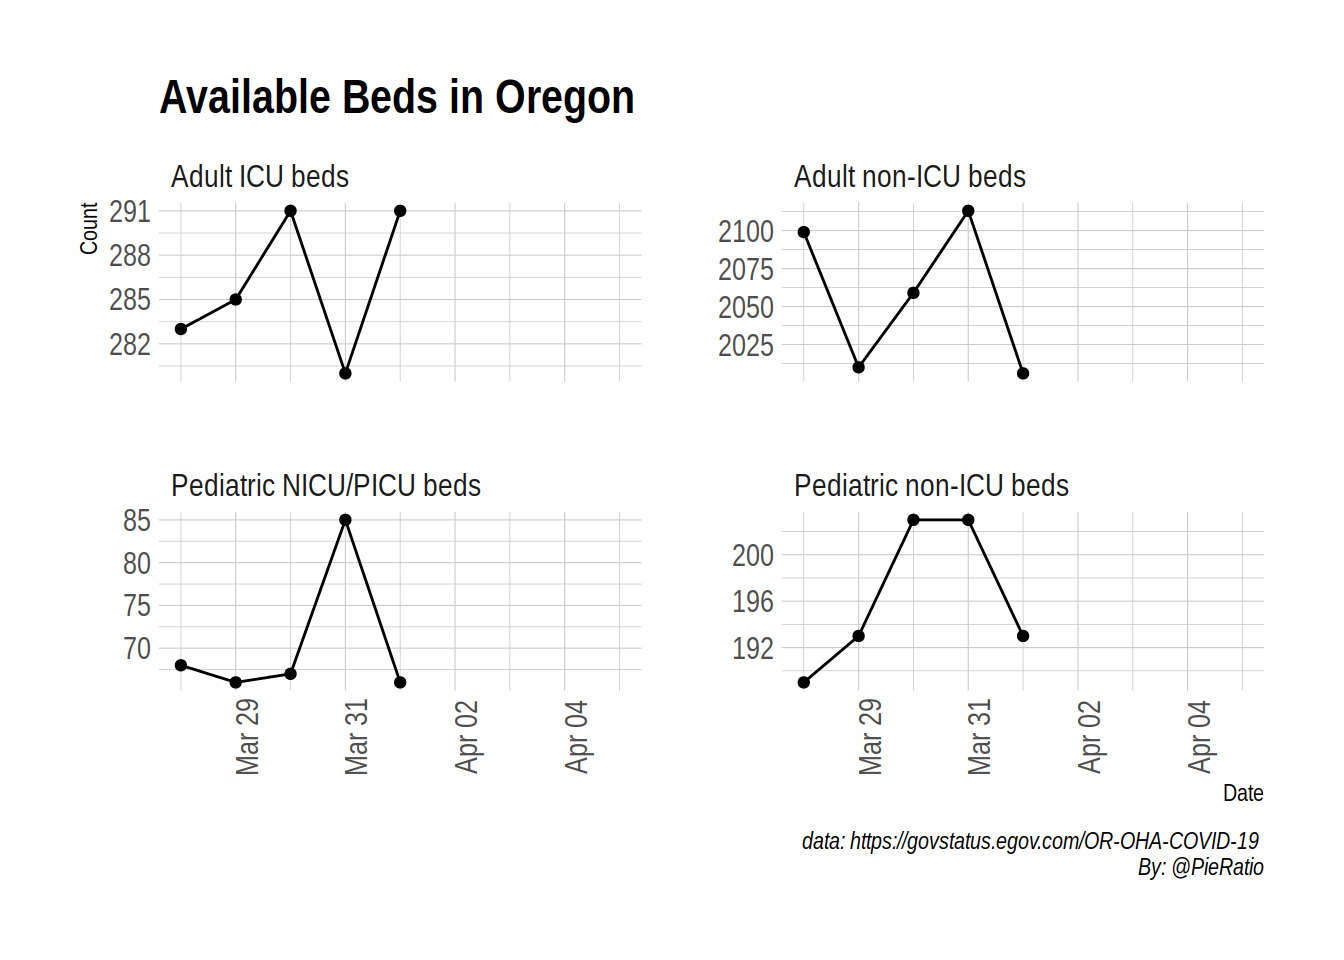 Available Beds in Oregon
Adult ICU beds
Adult non-ICU beds
Count
291
288
285
282
2100
2075
2050
2025
Pediatric NICU/PICU beds
Pediatric non-ICU beds
85
80
75
70
200
196
192
Mar 29
Mar 31
Apr 02
Apr 04
Mar 29
Mar 31
Apr 02
Apr 04
Date
data: https://govstatus.egov.com/OR-OHA-COVID-19
By: @PieRatio